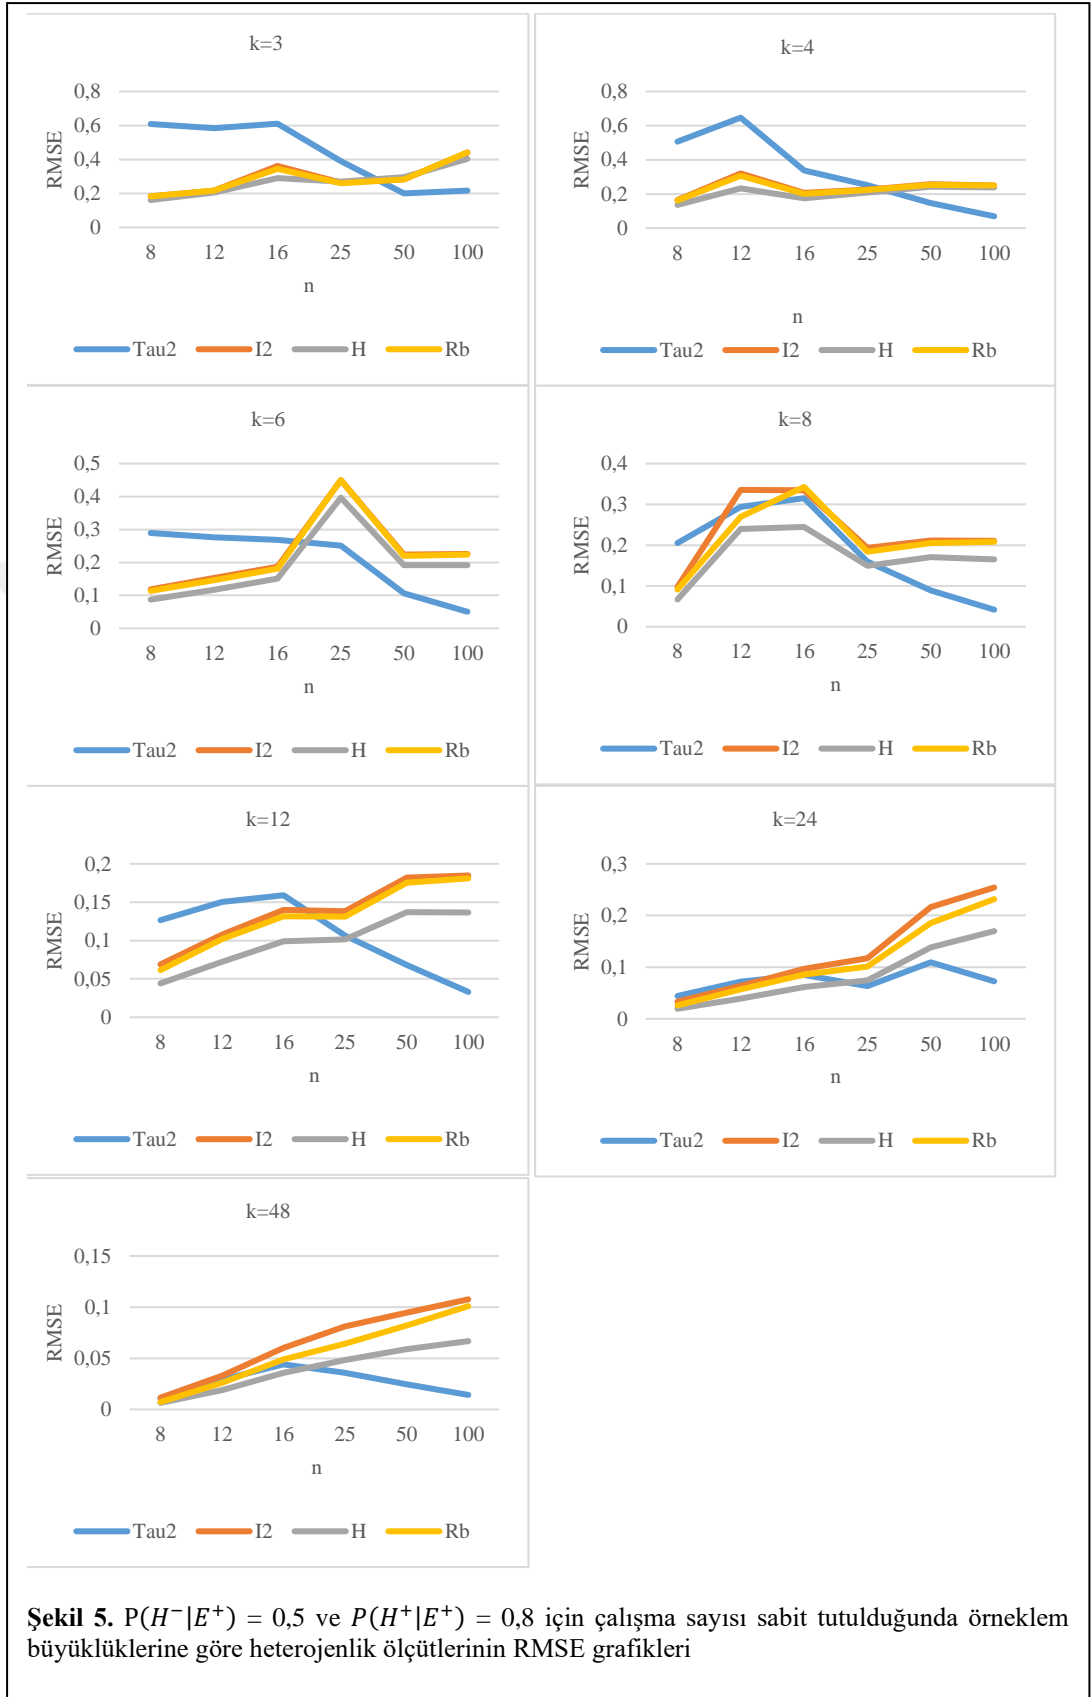 k=3
0,8
0,6
0,4
0,2
0
RMSE
8 12 16 25 50 100
n
Tau2 I2 H Rb
k=4
0,8
0,6
0,4
0,2
0
RMSE
8 12 16 25 50 100
n
Tau2 I2 H Rb
k=6
0,5
0,4
0,3
0,2
0,1
0
RMSE
8 12 16 25 50 100
n
Tau2 I2 H Rb
k=8
0,4
0,3
0,2
0,1
0
RMSE
8 12 16 25 50 100
n
Tau2 I2 H Rb
k=12
0,2
0,15
0,1
0,05
0
RMSE
8 12 16 25 50 100
n
Tau2 I2 H Rb
k=24
0,3
0,2
0,1
0
RMSE
8 12 16 25 50 100
n
Tau2 I2 H Rb
k=48
0,15
0,1
0,05
0
RMSE
8 12 16 25 50 100
n
Tau2 I2 H Rb
Şekil 5. P(H⁻|E⁺) = 0,5 ve P(H⁺|E⁺) = 0,8 için çalışma sayısı sabit tutulduğunda örneklem
büyüklüklerine göre heterojenlik ölçütlerinin RMSE grafikleri